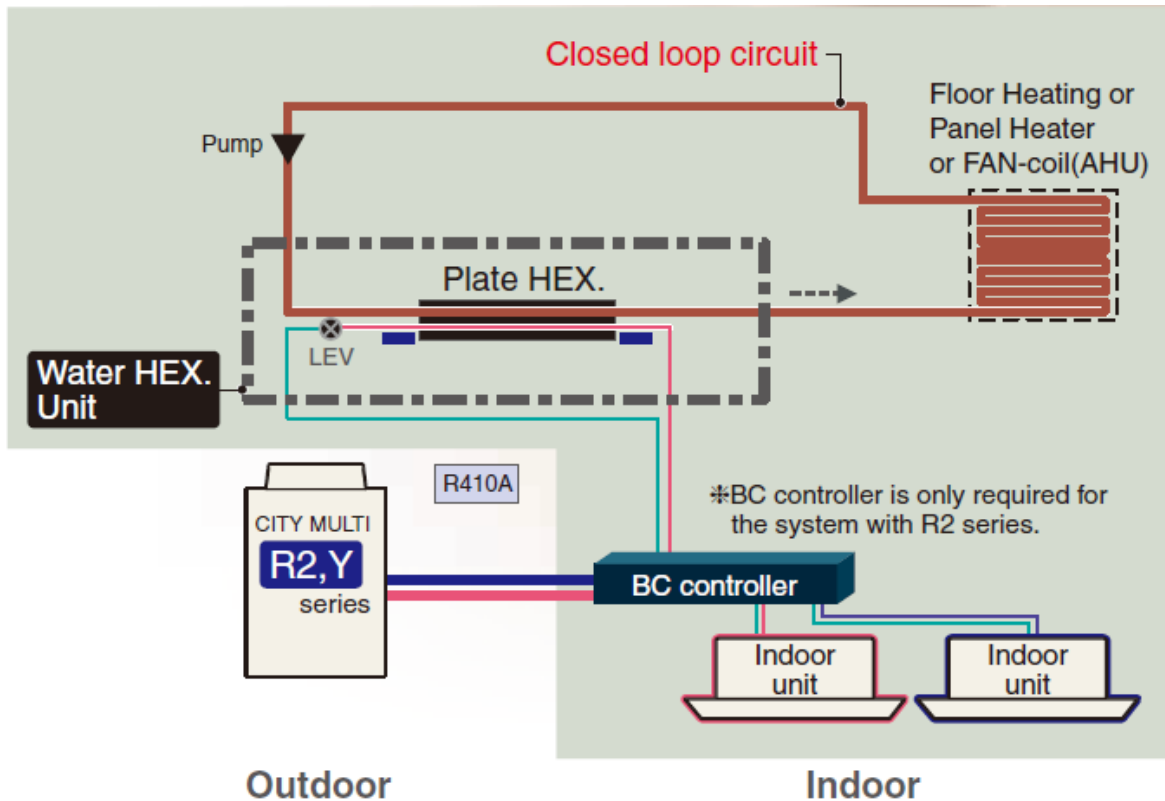 Closed loop circuit
Floor Heating or
Panel Heater
or FAN-coil(AHU)
Pump
Plate HEX.
LEV
Water HEX.
Unit
R410A
※BC controller is only required for
the system with R2 series.
CITY MULTI
R2,Y
series
BC controller
Indoor
unit
Indoor
unit
Outdoor
Indoor